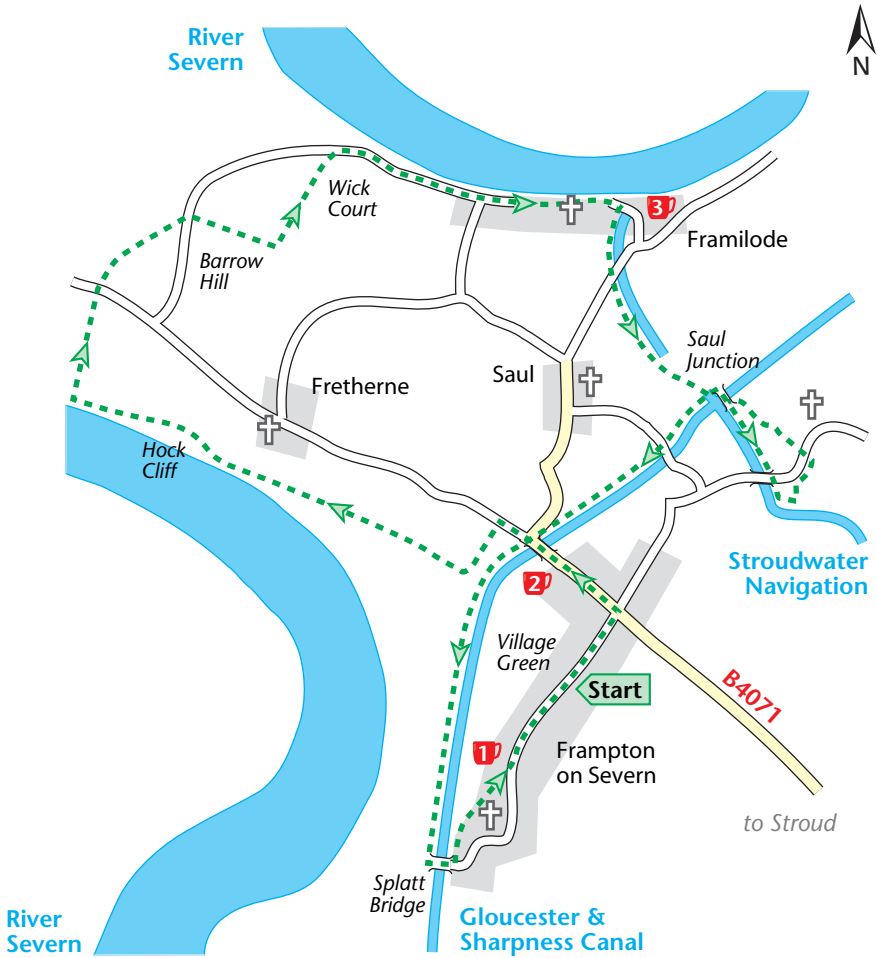 River
Severn
N
Wick
Court
3
Framilode
Barrow
Hill
Saul
Junction
Fretherne
Saul
Hock
Cliff
Stroudwater
Navigation
2
Village
Green
Start
B4071
1
Frampton
on Severn
to Stroud
Splatt
Bridge
River
Severn
Gloucester &
Sharpness Canal